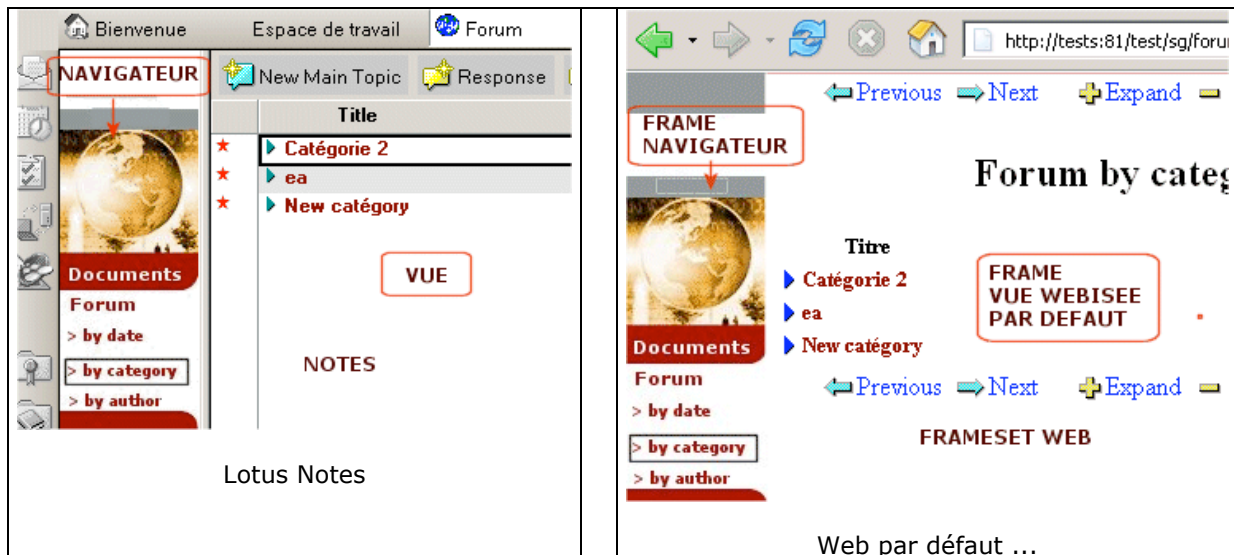 Bienvenue
Espace de travail
Forum
NAVIGATEUR
New Main Topic
Response
Title
Catégorie 2
ea
New catégory
VUE
NOTES
Documents
Forum
> by date
> by category
> by author
Lotus Notes
http://tests:81/test/sg/foru
Previous Next Expand
FRAME
NAVIGATEUR
Forum by categ
Titre
Catégorie 2
ea
New catégory
FRAME
VUE WEBISEE
PAR DEFAUT
Documents
Forum
> by date
> by category
> by author
Previous Next Expand
FRAMESET WEB
Web par défaut ...